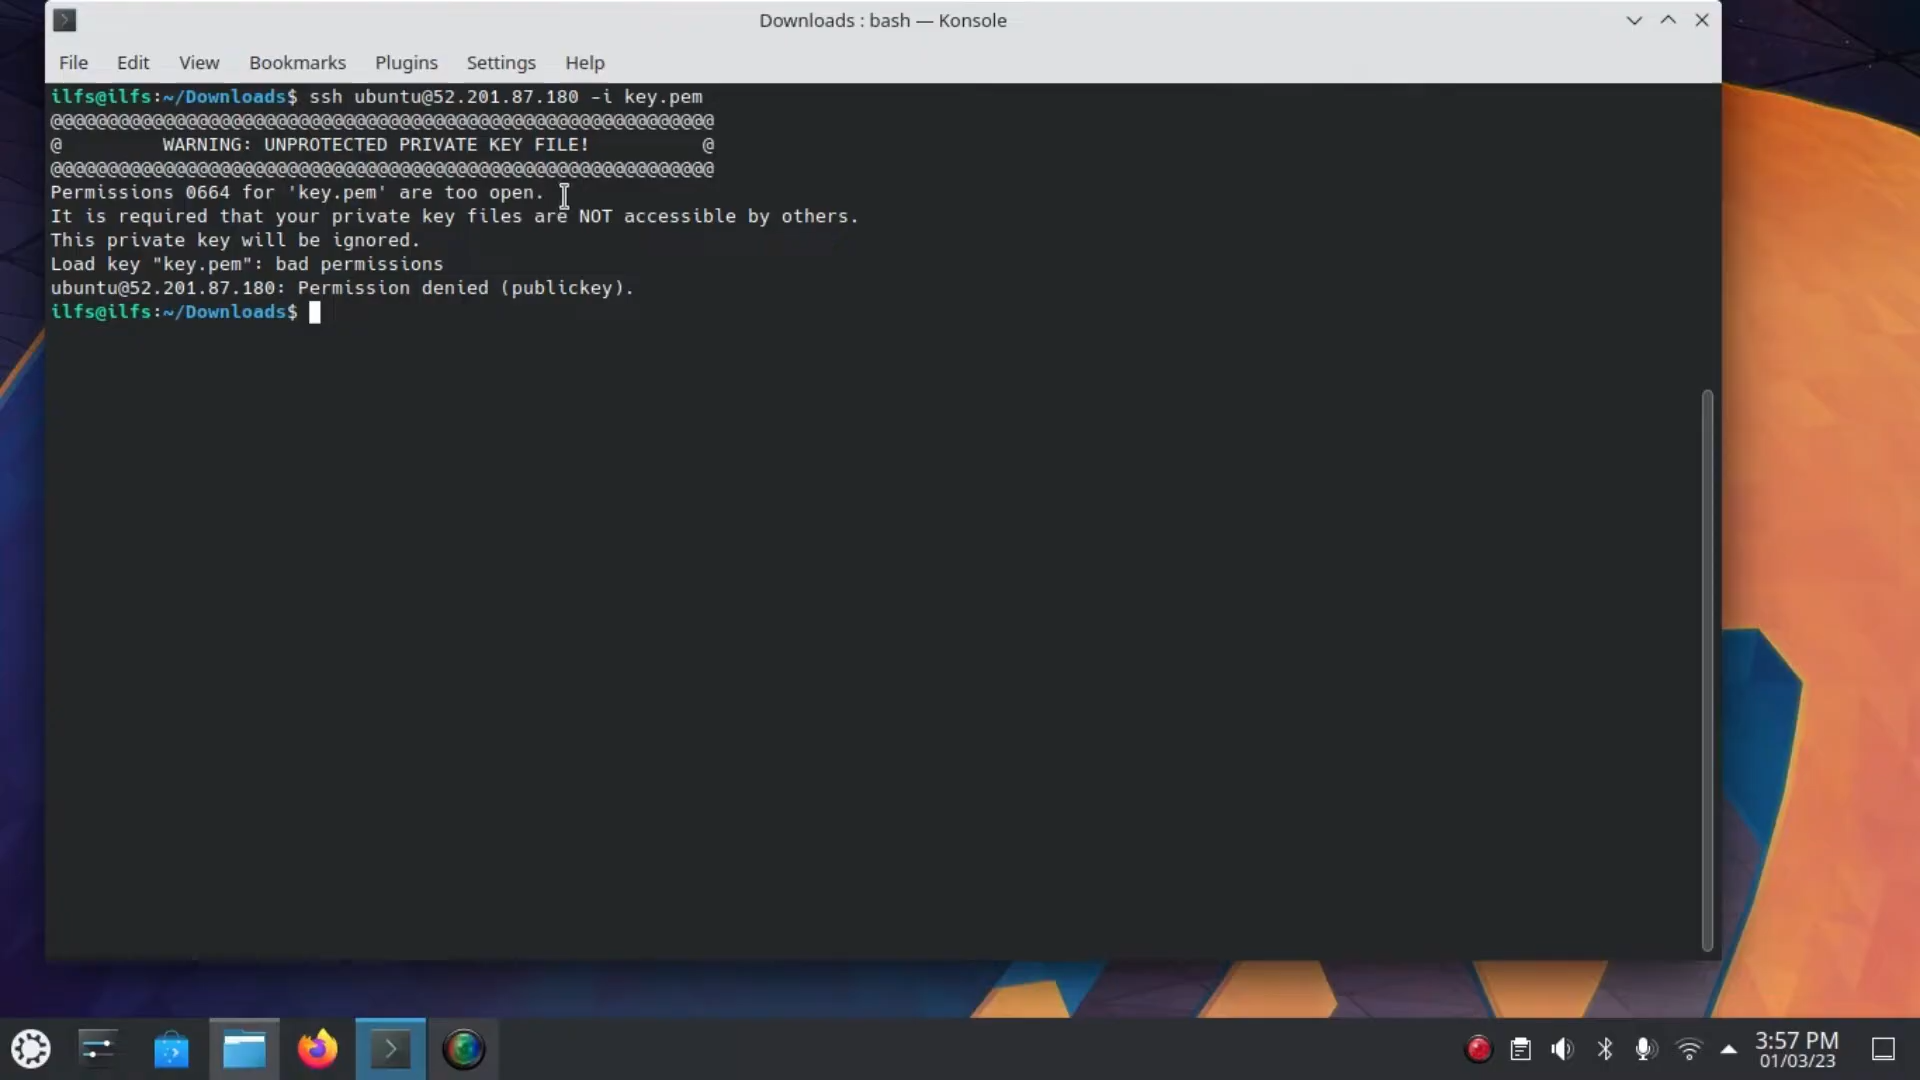 Downloads : bash — Konsole
File Edit View Bookmarks Plugins Settings Help
ilfs@ilfs:~/Downloads$ ssh ubuntu@52.201.87.180 -i key.pem
@@@@@@@@@@@@@@@@@@@@@@@@@@@@@@@@@@@@@@@@@@@@@@@@@@@@@@@@@@@
@         WARNING: UNPROTECTED PRIVATE KEY FILE!          @
@@@@@@@@@@@@@@@@@@@@@@@@@@@@@@@@@@@@@@@@@@@@@@@@@@@@@@@@@@@
Permissions 0664 for 'key.pem' are too open.
It is required that your private key files are NOT accessible by others.
This private key will be ignored.
Load key "key.pem": bad permissions
ubuntu@52.201.87.180: Permission denied (publickey).
ilfs@ilfs:~/Downloads$
3:57 PM
01/03/23